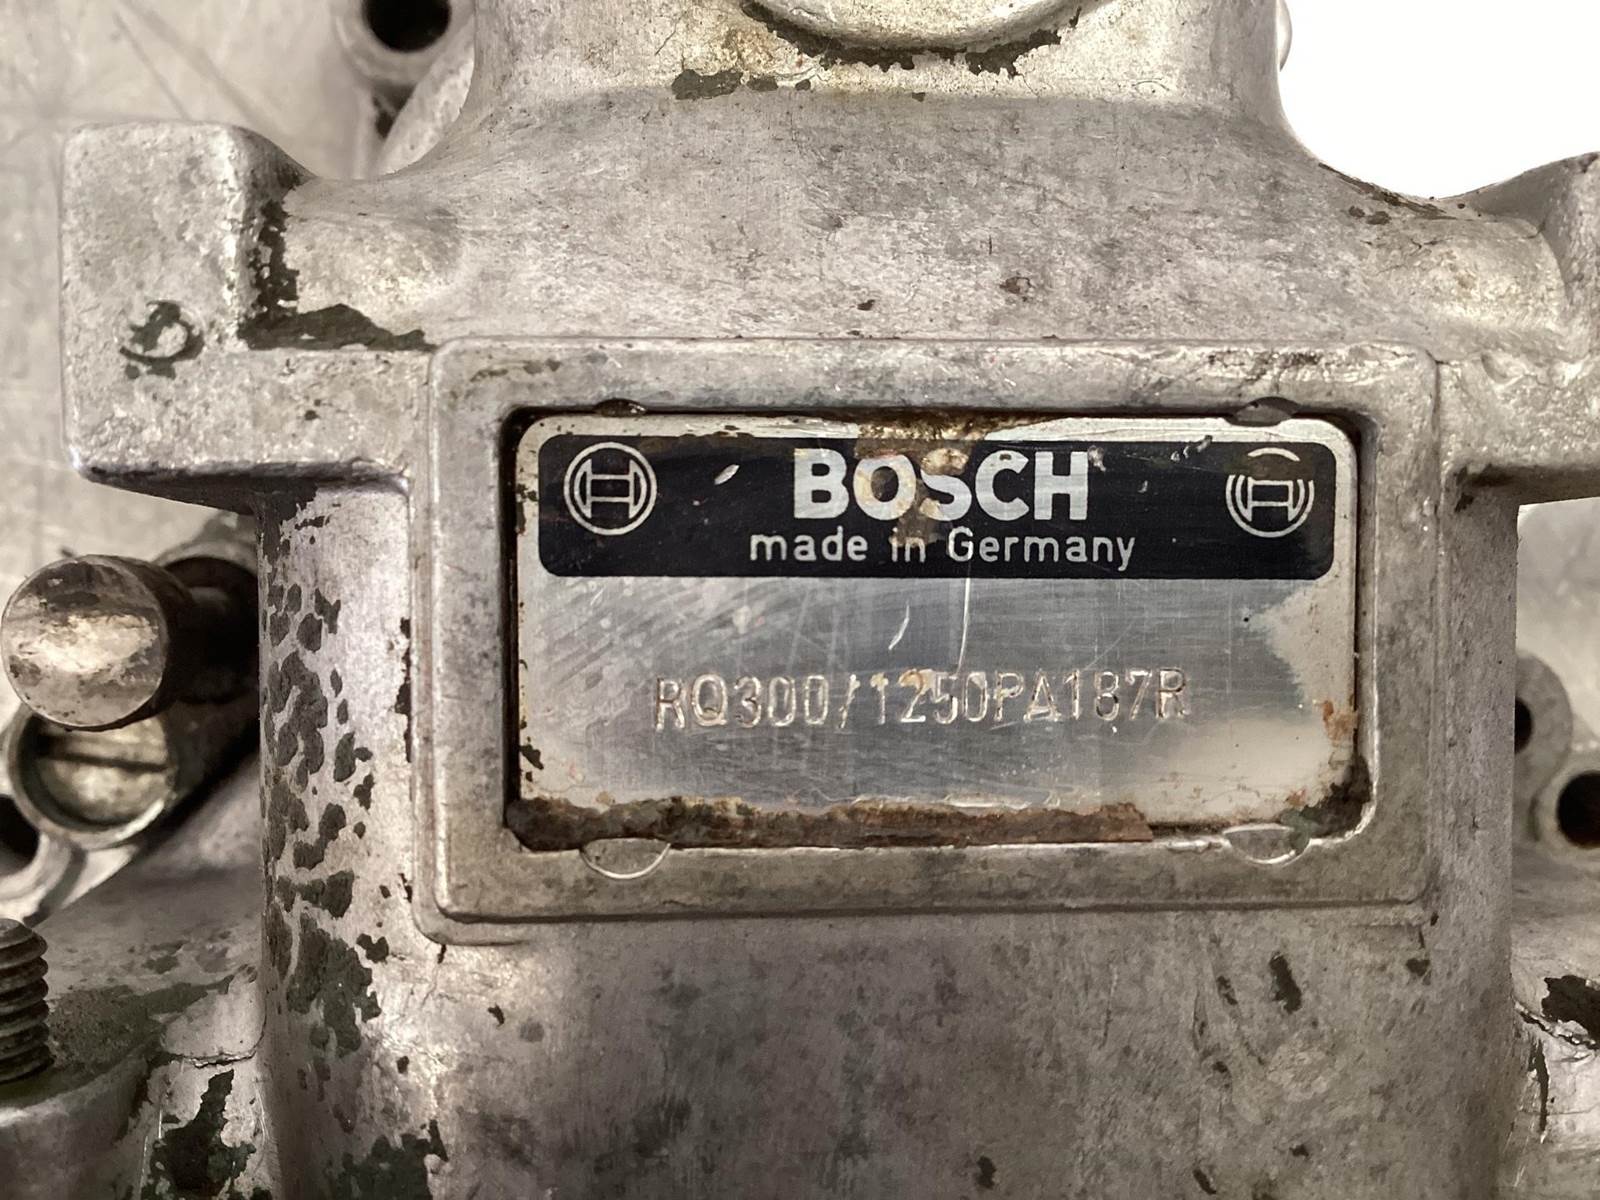 BOSCH
made in Germany
RQ300/1250PA187R